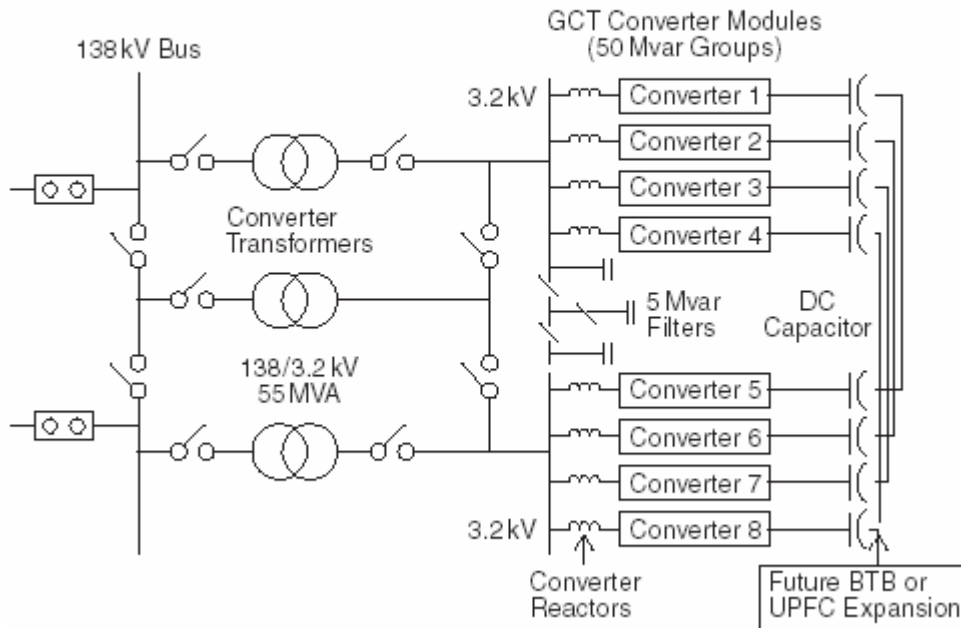 GCT Converter Modules
(50 Mvar Groups)
138 kV Bus
3.2 kV
Converter 1
Converter 2
Converter 3
Converter 4
Converter
Transformers
5 Mvar
Filters
DC
Capacitor
138/3.2 kV
55 MVA
Converter 5
Converter 6
Converter 7
3.2 kV
Converter 8
Converter
Reactors
Future BTB or
UPFC Expansion